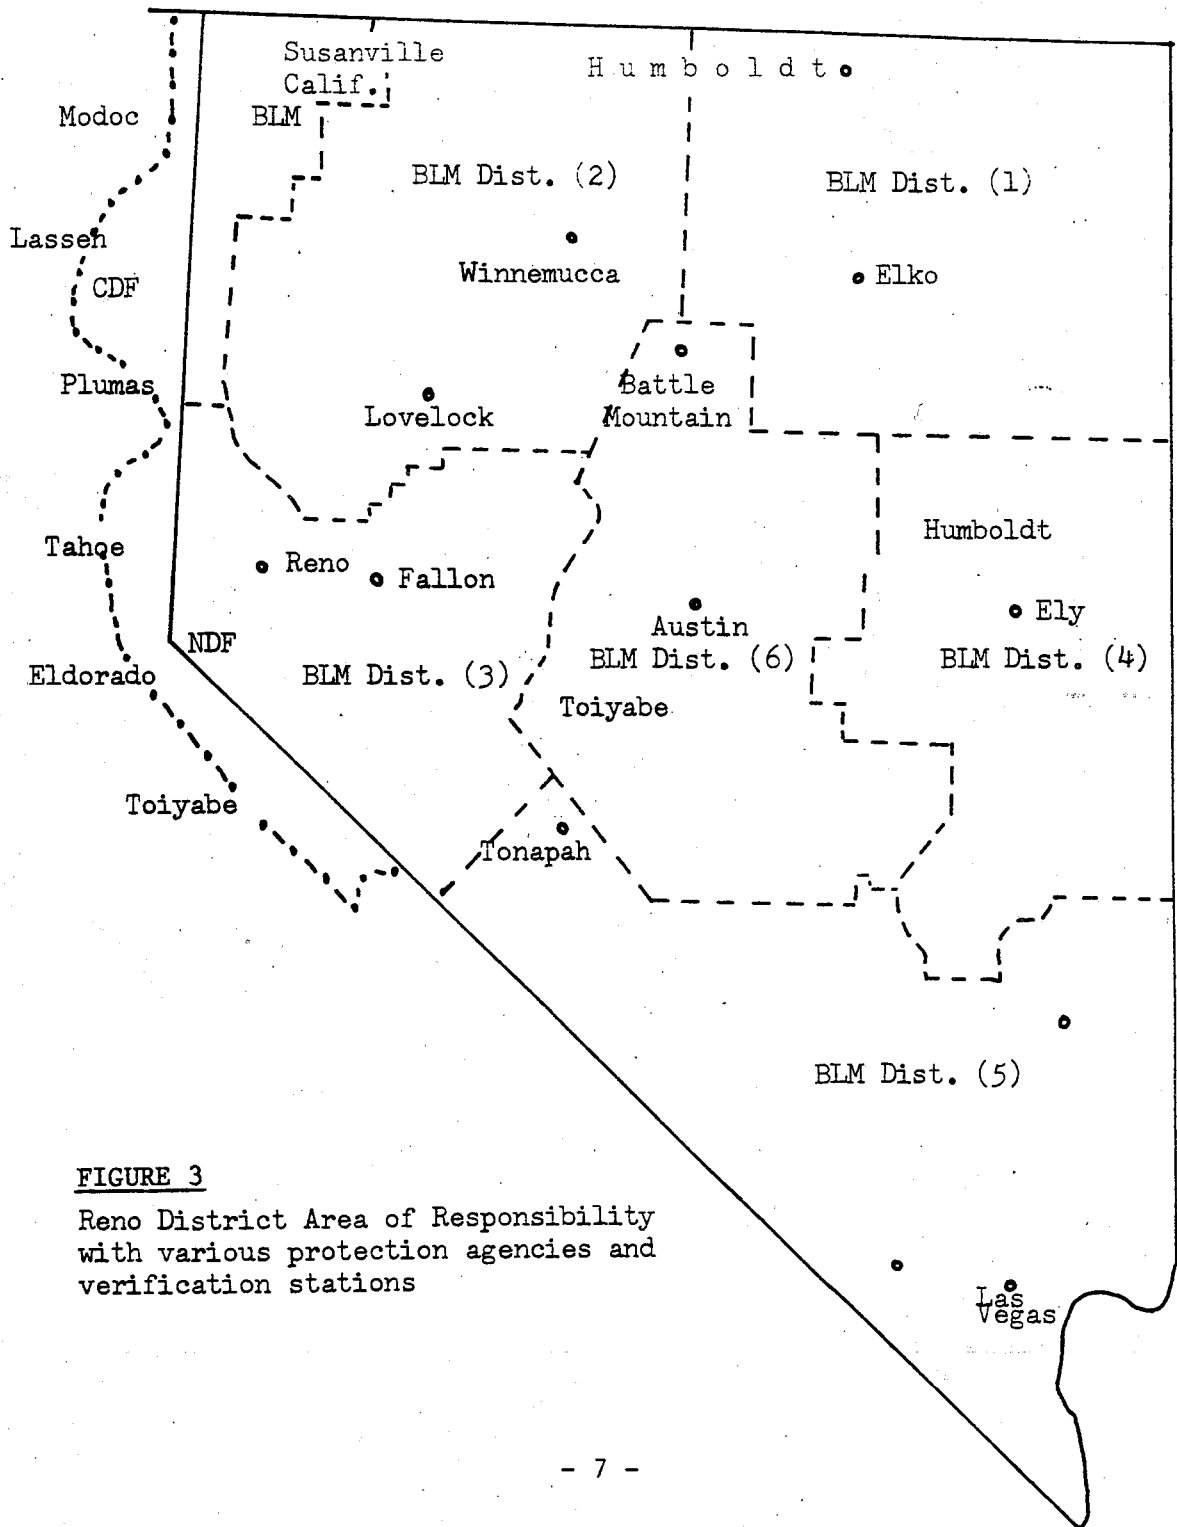 Susanville
Calif.
Humboldt
Modoc
BLM
BLM Dist. (2)
BLM Dist. (1)
Lassen
Winnemucca
Elko
CDF
Plumas
Battle
Mountain
Lovelock
Humboldt
Tahoe
Reno
Fallon
Ely
Austin
NDF
BLM Dist. (3)
BLM Dist. (6)
BLM Dist. (4)
Eldorado
Toiyabe
Toiyabe
Tonapah
BLM Dist. (5)
FIGURE 3
Reno District Area of Responsibility
with various protection agencies and
verification stations
Las
Vegas
- 7 -